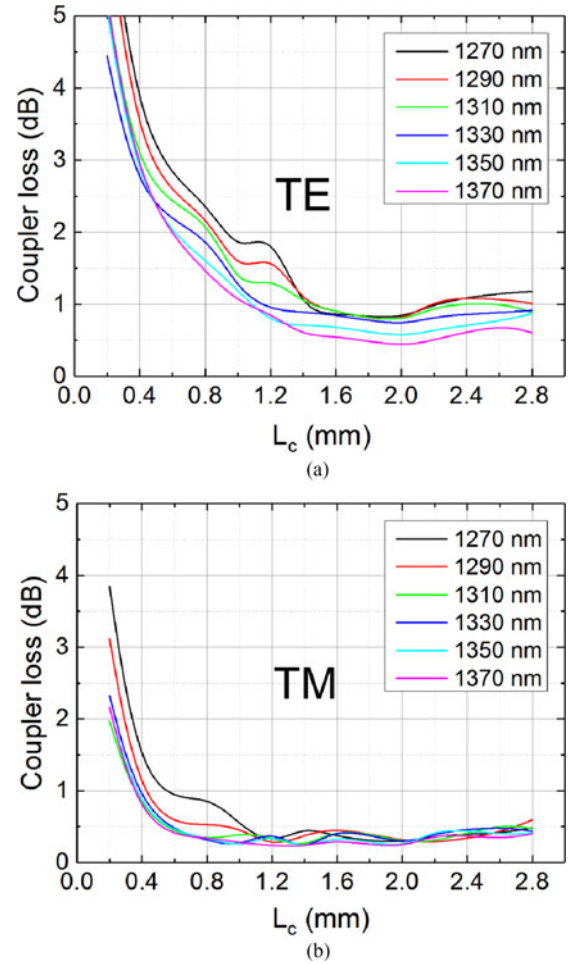 5
4
3
2
1
0
Coupler loss (dB)
1270 nm
1290 nm
1310 nm
1330 nm
1350 nm
1370 nm
TE
0.0 0.4 0.8 1.2 1.6 2.0 2.4 2.8
Lc (mm)
(a)
5
4
3
2
1
0
Coupler loss (dB)
1270 nm
1290 nm
1310 nm
1330 nm
1350 nm
1370 nm
TM
0.0 0.4 0.8 1.2 1.6 2.0 2.4 2.8
Lc (mm)
(b)